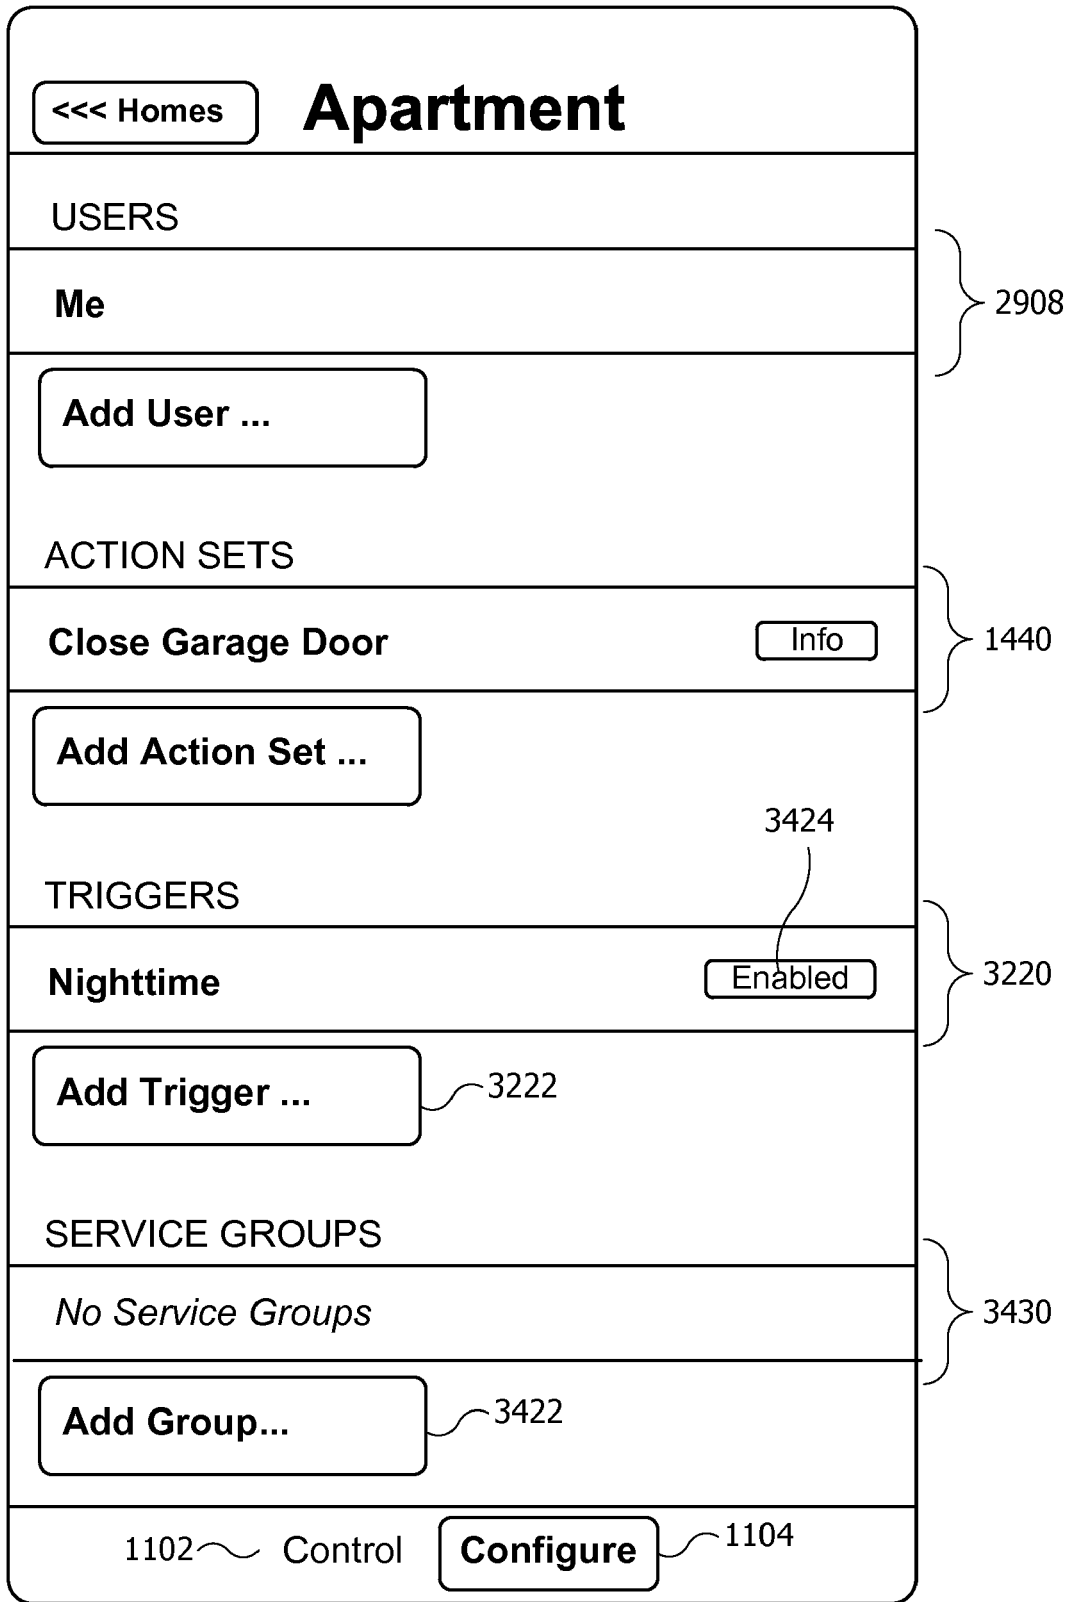 <<< Homes
Apartment
USERS
Me
2908
Add User ...
ACTION SETS
Close Garage Door
Info
1440
Add Action Set ...
3424
TRIGGERS
Nighttime
Enabled
3220
Add Trigger ...
3222
SERVICE GROUPS
No Service Groups
3430
Add Group...
3422
1102
Control
Configure
1104